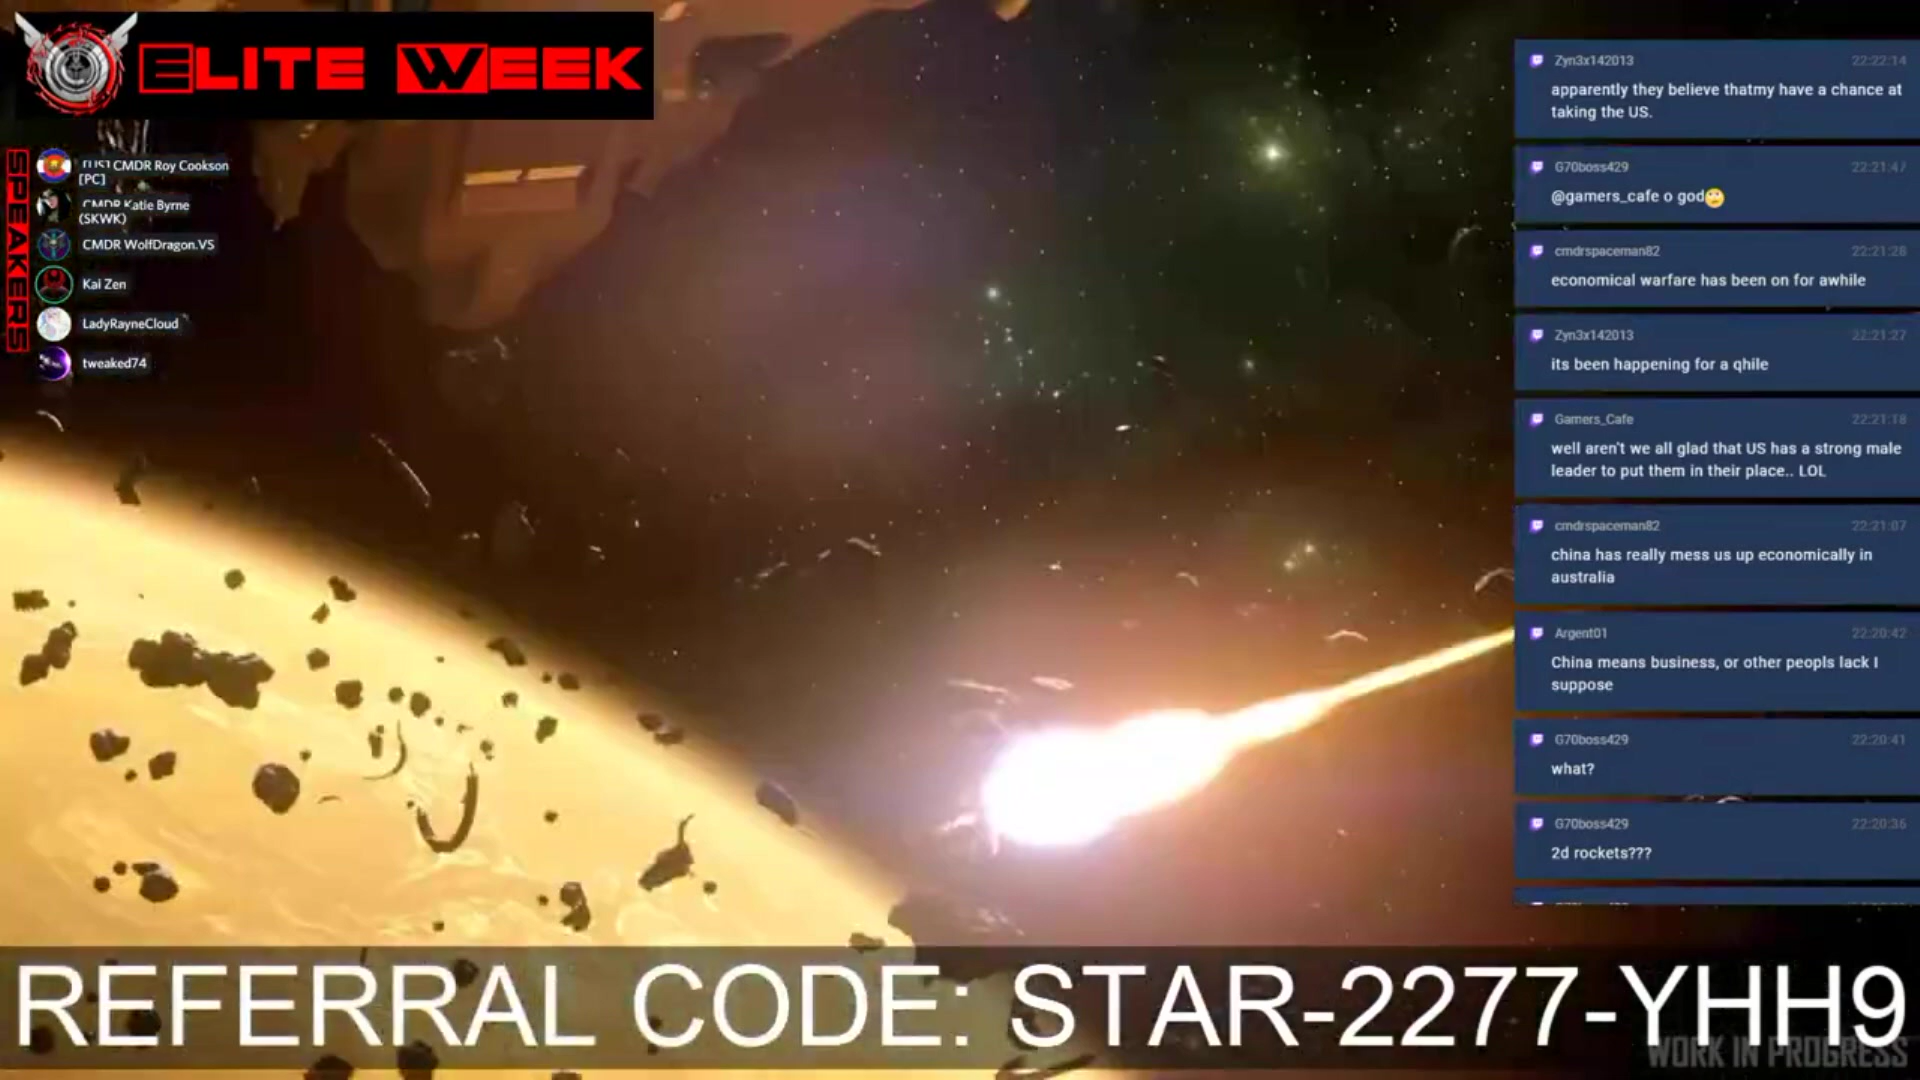 ELITE WEEK
SPEAKERS
[US] CMDR Roy Cookson
[PC]
CMDR Katie Byrne
(SKWK)
CMDR WolfDragon.VS
Kai Zen
LadyRayneCloud
tweaked74
Zyn3x142013 22:22:14
apparently they believe thatmy have a chance at
taking the US.
G70boss429 22:21:47
@gamers_cafe o god🙄
cmdrspaceman82 22:21:28
economical warfare has been on for awhile
Zyn3x142013 22:21:27
its been happening for a qhile
Gamers_Cafe 22:21:18
well aren't we all glad that US has a strong male
leader to put them in their place.. LOL
cmdrspaceman82 22:21:07
china has really mess us up economically in
australia
Argent01 22:20:42
China means business, or other peopls lack I
suppose
G70boss429 22:20:41
what?
G70boss429 22:20:36
2d rockets???
REFERRAL CODE: STAR-2277-YHH9
WORK IN PROGRESS